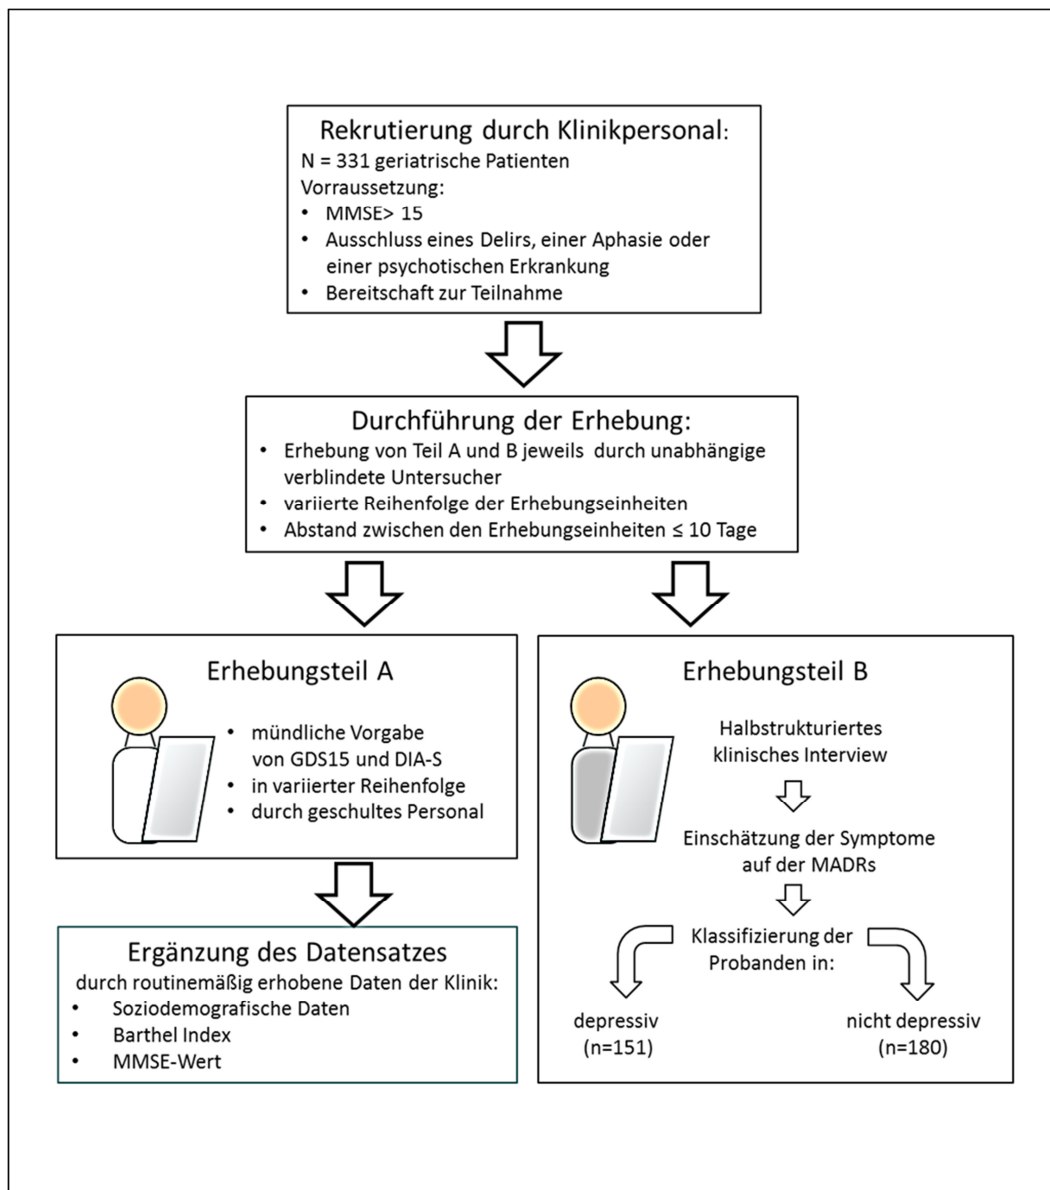 Rekrutierung durch Klinikpersonal:
N = 331 geriatrische Patienten
Vorraussetzung:
• MMSE> 15
• Ausschluss eines Delirs, einer Aphasie oder
einer psychotischen Erkrankung
• Bereitschaft zur Teilnahme
Durchführung der Erhebung:
• Erhebung von Teil A und B jeweils durch unabhängige
verblindete Untersucher
• variierte Reihenfolge der Erhebungseinheiten
• Abstand zwischen den Erhebungseinheiten ≤ 10 Tage
Erhebungsteil A
• mündliche Vorgabe
von GDS15 und DIA-S
• in variierter Reihenfolge
• durch geschultes Personal
Ergänzung des Datensatzes
durch routinemäßig erhobene Daten der Klinik:
• Soziodemografische Daten
• Barthel Index
• MMSE-Wert
Erhebungsteil B
Halbstrukturiertes
klinisches Interview
Einschätzung der Symptome
auf der MADRs
Klassifizierung der
Probanden in:
depressiv
(n=151)
nicht depressiv
(n=180)